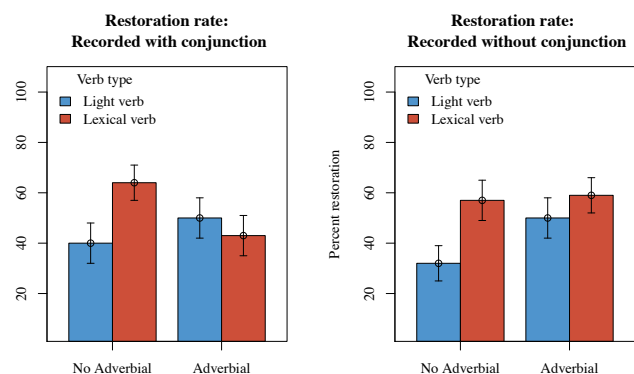 Restoration rate:
Recorded with conjunction
Verb type
Light verb
Lexical verb
100
80
60
40
20
No Adverbial
Adverbial
Restoration rate:
Recorded without conjunction
Verb type
Light verb
Lexical verb
Percent restoration
100
80
60
40
20
No Adverbial
Adverbial